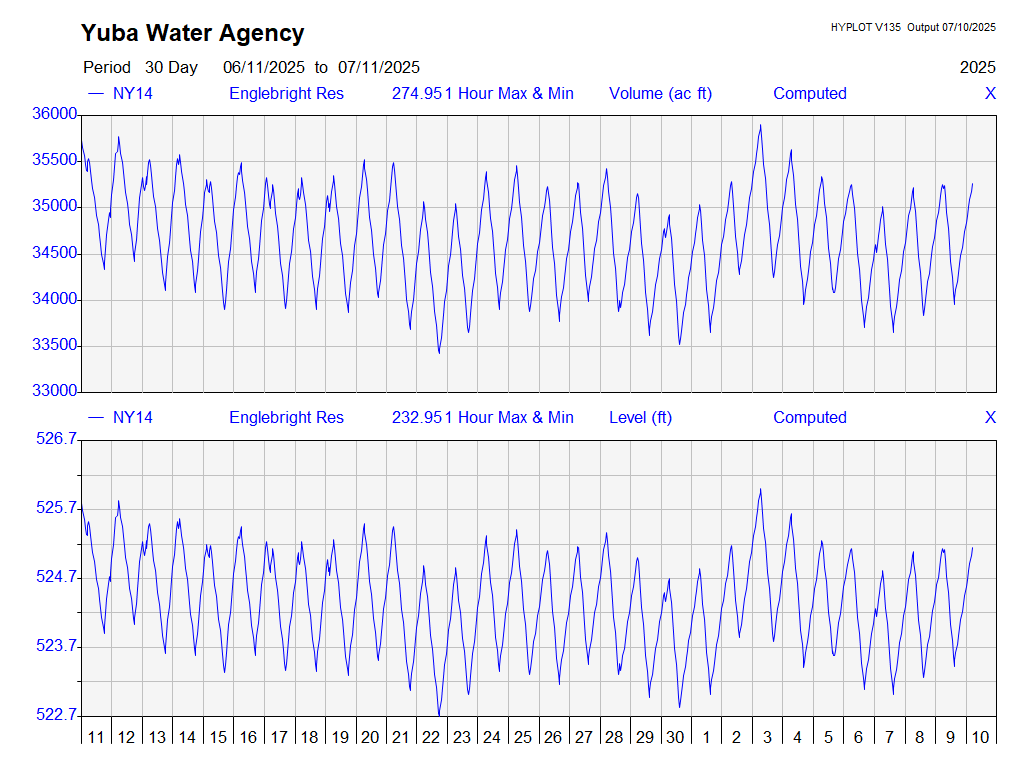 Yuba Water Agency
HYPLOT V135 Output 07/10/2025
Period 30 Day 06/11/2025 to 07/11/2025 2025
— NY14 Englebright Res 274.951 Hour Max & Min Volume (ac ft) Computed X
36000
35500
35000
34500
34000
33500
33000
— NY14 Englebright Res 232.951 Hour Max & Min Level (ft) Computed X
526.7
525.7
524.7
523.7
522.7
11 12 13 14 15 16 17 18 19 20 21 22 23 24 25 26 27 28 29 30 1 2 3 4 5 6 7 8 9 10